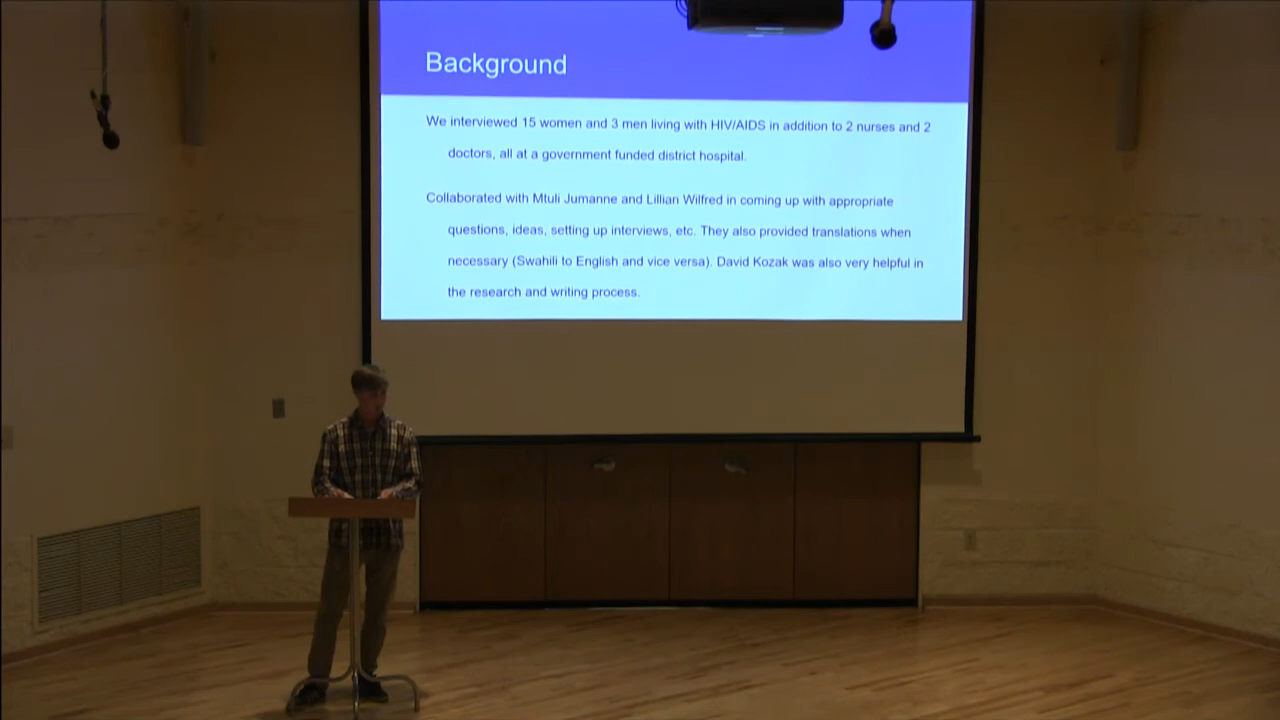 Background
We interviewed 15 women and 3 men living with HIV/AIDS in addition to 2 nurses and 2
doctors, all at a government funded district hospital.
Collaborated with Mtuli Jumanne and Lillian Wilfred in coming up with appropriate
questions, ideas, setting up interviews, etc. They also provided translations when
necessary (Swahili to English and vice versa). David Kozak was also very helpful in
the research and writing process.